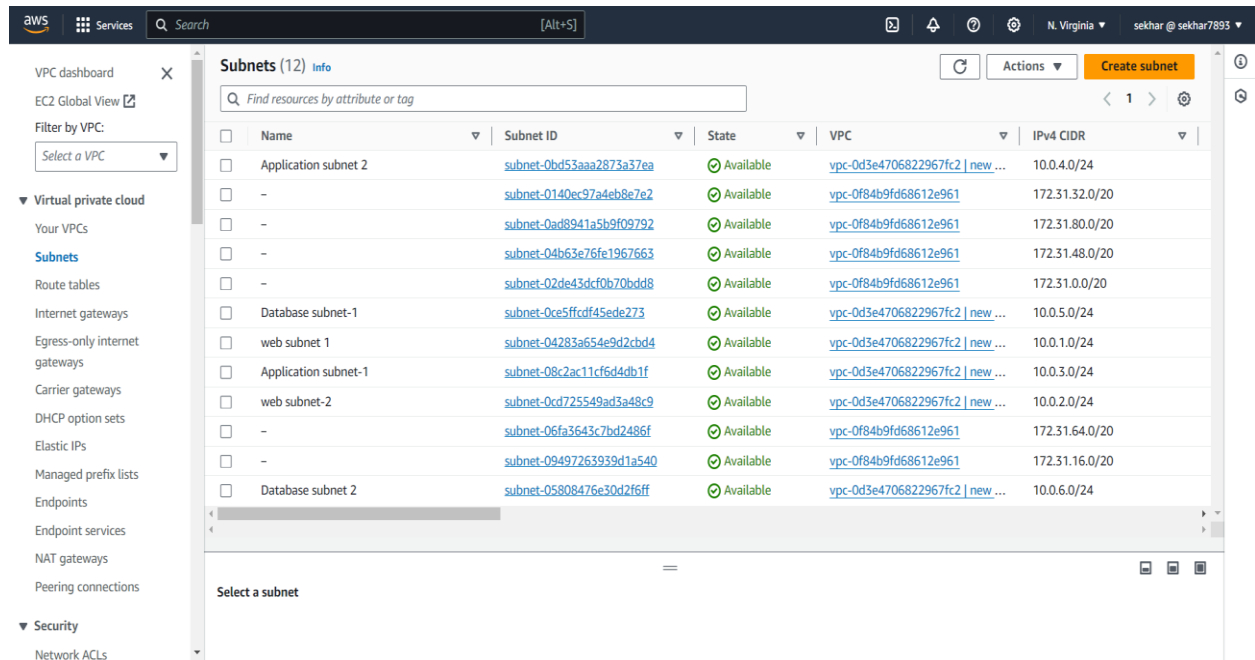 aws Services Search [Alt+S] N. Virginia ▼ sekhar @ sekhar7893 ▼
VPC dashboard
EC2 Global View
Filter by VPC:
Select a VPC
Virtual private cloud
Your VPCs
Subnets
Route tables
Internet gateways
Egress-only internet
gateways
Carrier gateways
DHCP option sets
Elastic IPs
Managed prefix lists
Endpoints
Endpoint services
NAT gateways
Peering connections
Security
Network ACLs
Subnets (12) Info Actions ▼ Create subnet
Find resources by attribute or tag 1
Name Subnet ID State VPC IPv4 CIDR
Application subnet 2 subnet-0bd53aaa2873a37ea Available vpc-0d3e4706822967fc2 | new ... 10.0.4.0/24
– subnet-0140ec97a4eb8e7e2 Available vpc-0f84b9fd68612e961 172.31.32.0/20
– subnet-0ad8941a5b9f09792 Available vpc-0f84b9fd68612e961 172.31.80.0/20
– subnet-04b63e76fe1967663 Available vpc-0f84b9fd68612e961 172.31.48.0/20
– subnet-02de43dcf0b70bdd8 Available vpc-0f84b9fd68612e961 172.31.0.0/20
Database subnet-1 subnet-0ce5ffcdf45ede273 Available vpc-0d3e4706822967fc2 | new ... 10.0.5.0/24
web subnet 1 subnet-04283a654e9d2cbd4 Available vpc-0d3e4706822967fc2 | new ... 10.0.1.0/24
Application subnet-1 subnet-08c2ac11cf6d4db1f Available vpc-0d3e4706822967fc2 | new ... 10.0.3.0/24
web subnet-2 subnet-0cd725549ad3a48c9 Available vpc-0d3e4706822967fc2 | new ... 10.0.2.0/24
– subnet-06fa3643c7bd2486f Available vpc-0f84b9fd68612e961 172.31.64.0/20
– subnet-09497263939d1a540 Available vpc-0f84b9fd68612e961 172.31.16.0/20
Database subnet 2 subnet-05808476e30d2f6ff Available vpc-0d3e4706822967fc2 | new ... 10.0.6.0/24
Select a subnet